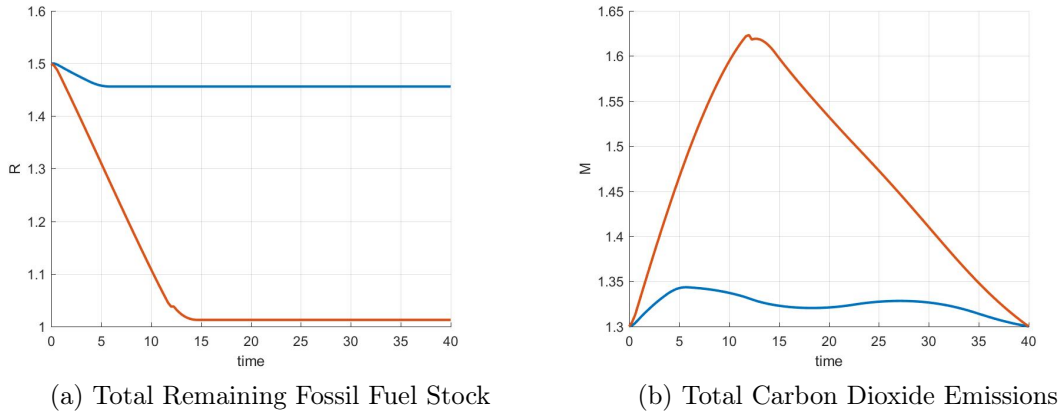 1.6
1.5
1.4
1.3
1.2
1.1
1
R
0 5 10 15 20 25 30 35 40
time
(a) Total Remaining Fossil Fuel Stock
1.65
1.6
1.55
1.5
1.45
1.4
1.35
1.3
M
0 5 10 15 20 25 30 35 40
time
(b) Total Carbon Dioxide Emissions